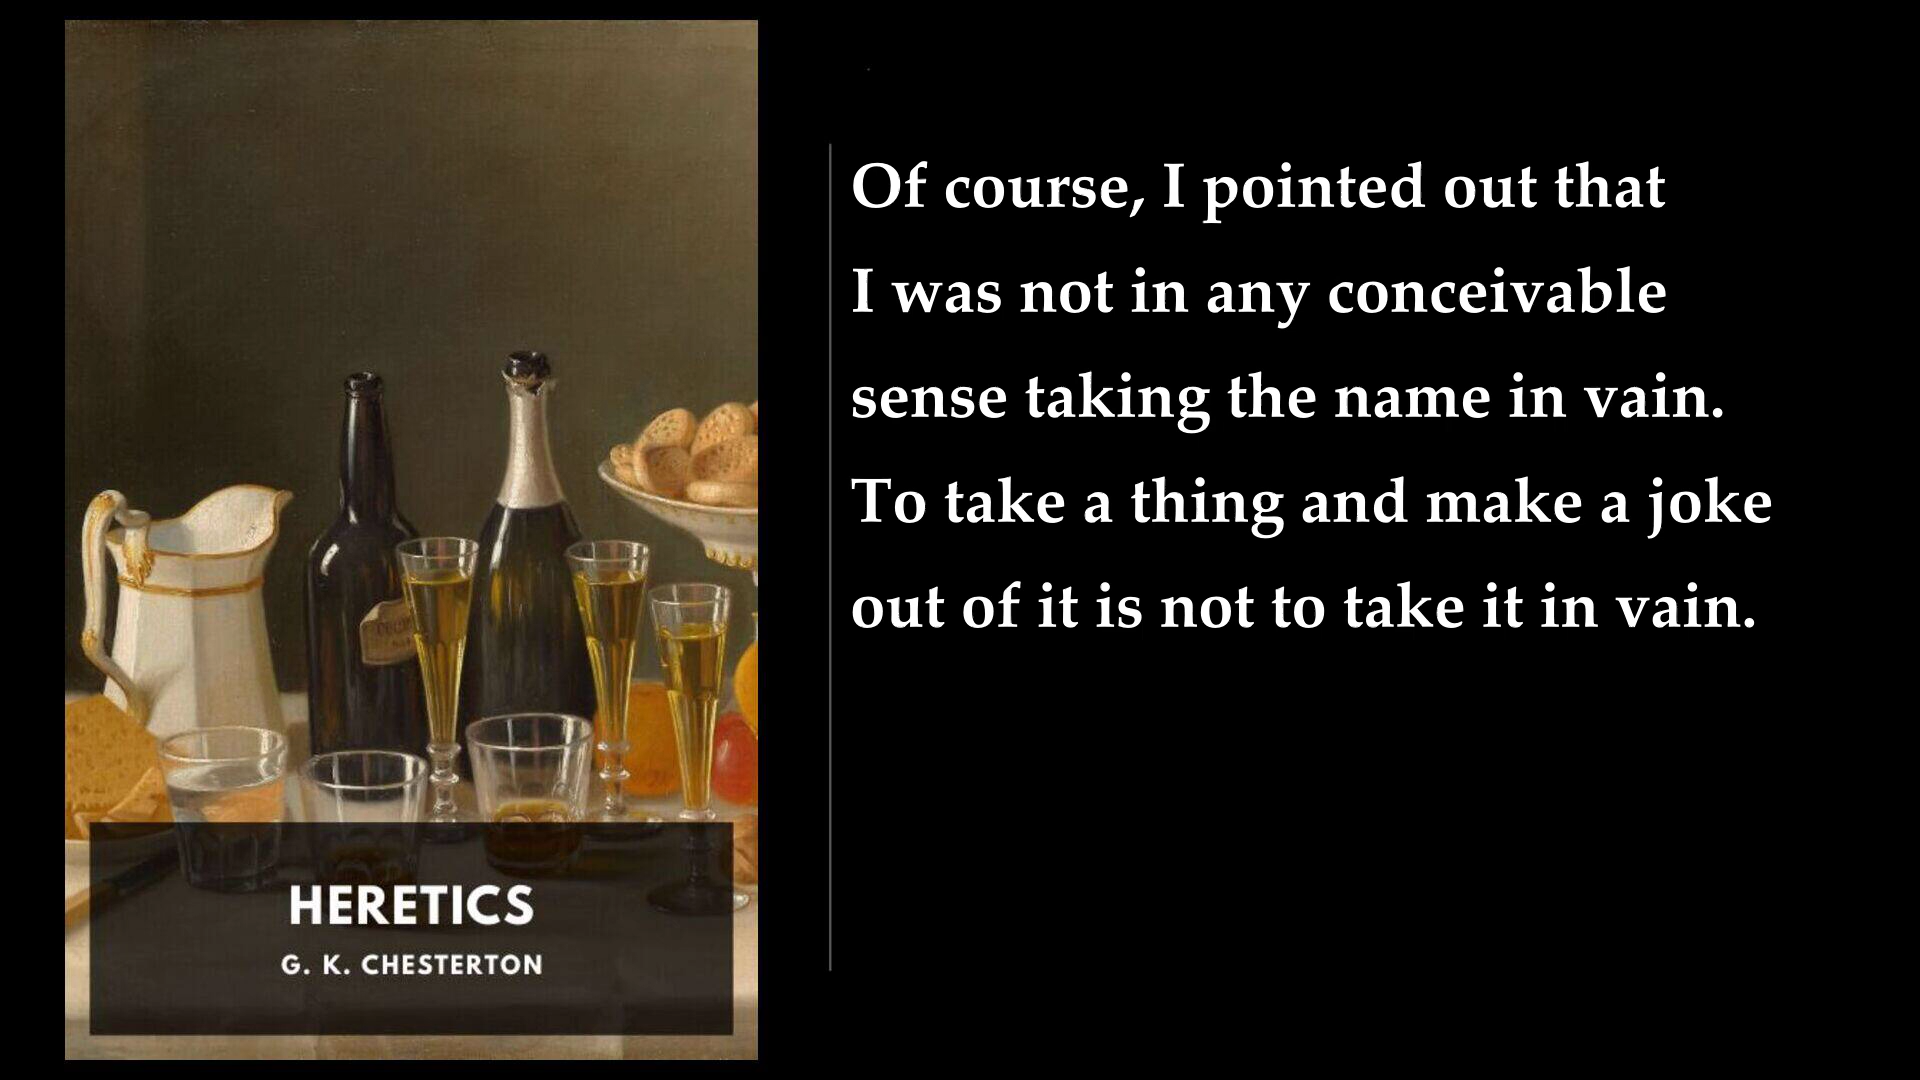 Of course, I pointed out that
I was not in any conceivable
sense taking the name in vain.
To take a thing and make a joke
out of it is not to take it in vain.
HERETICS
G. K. CHESTERTON